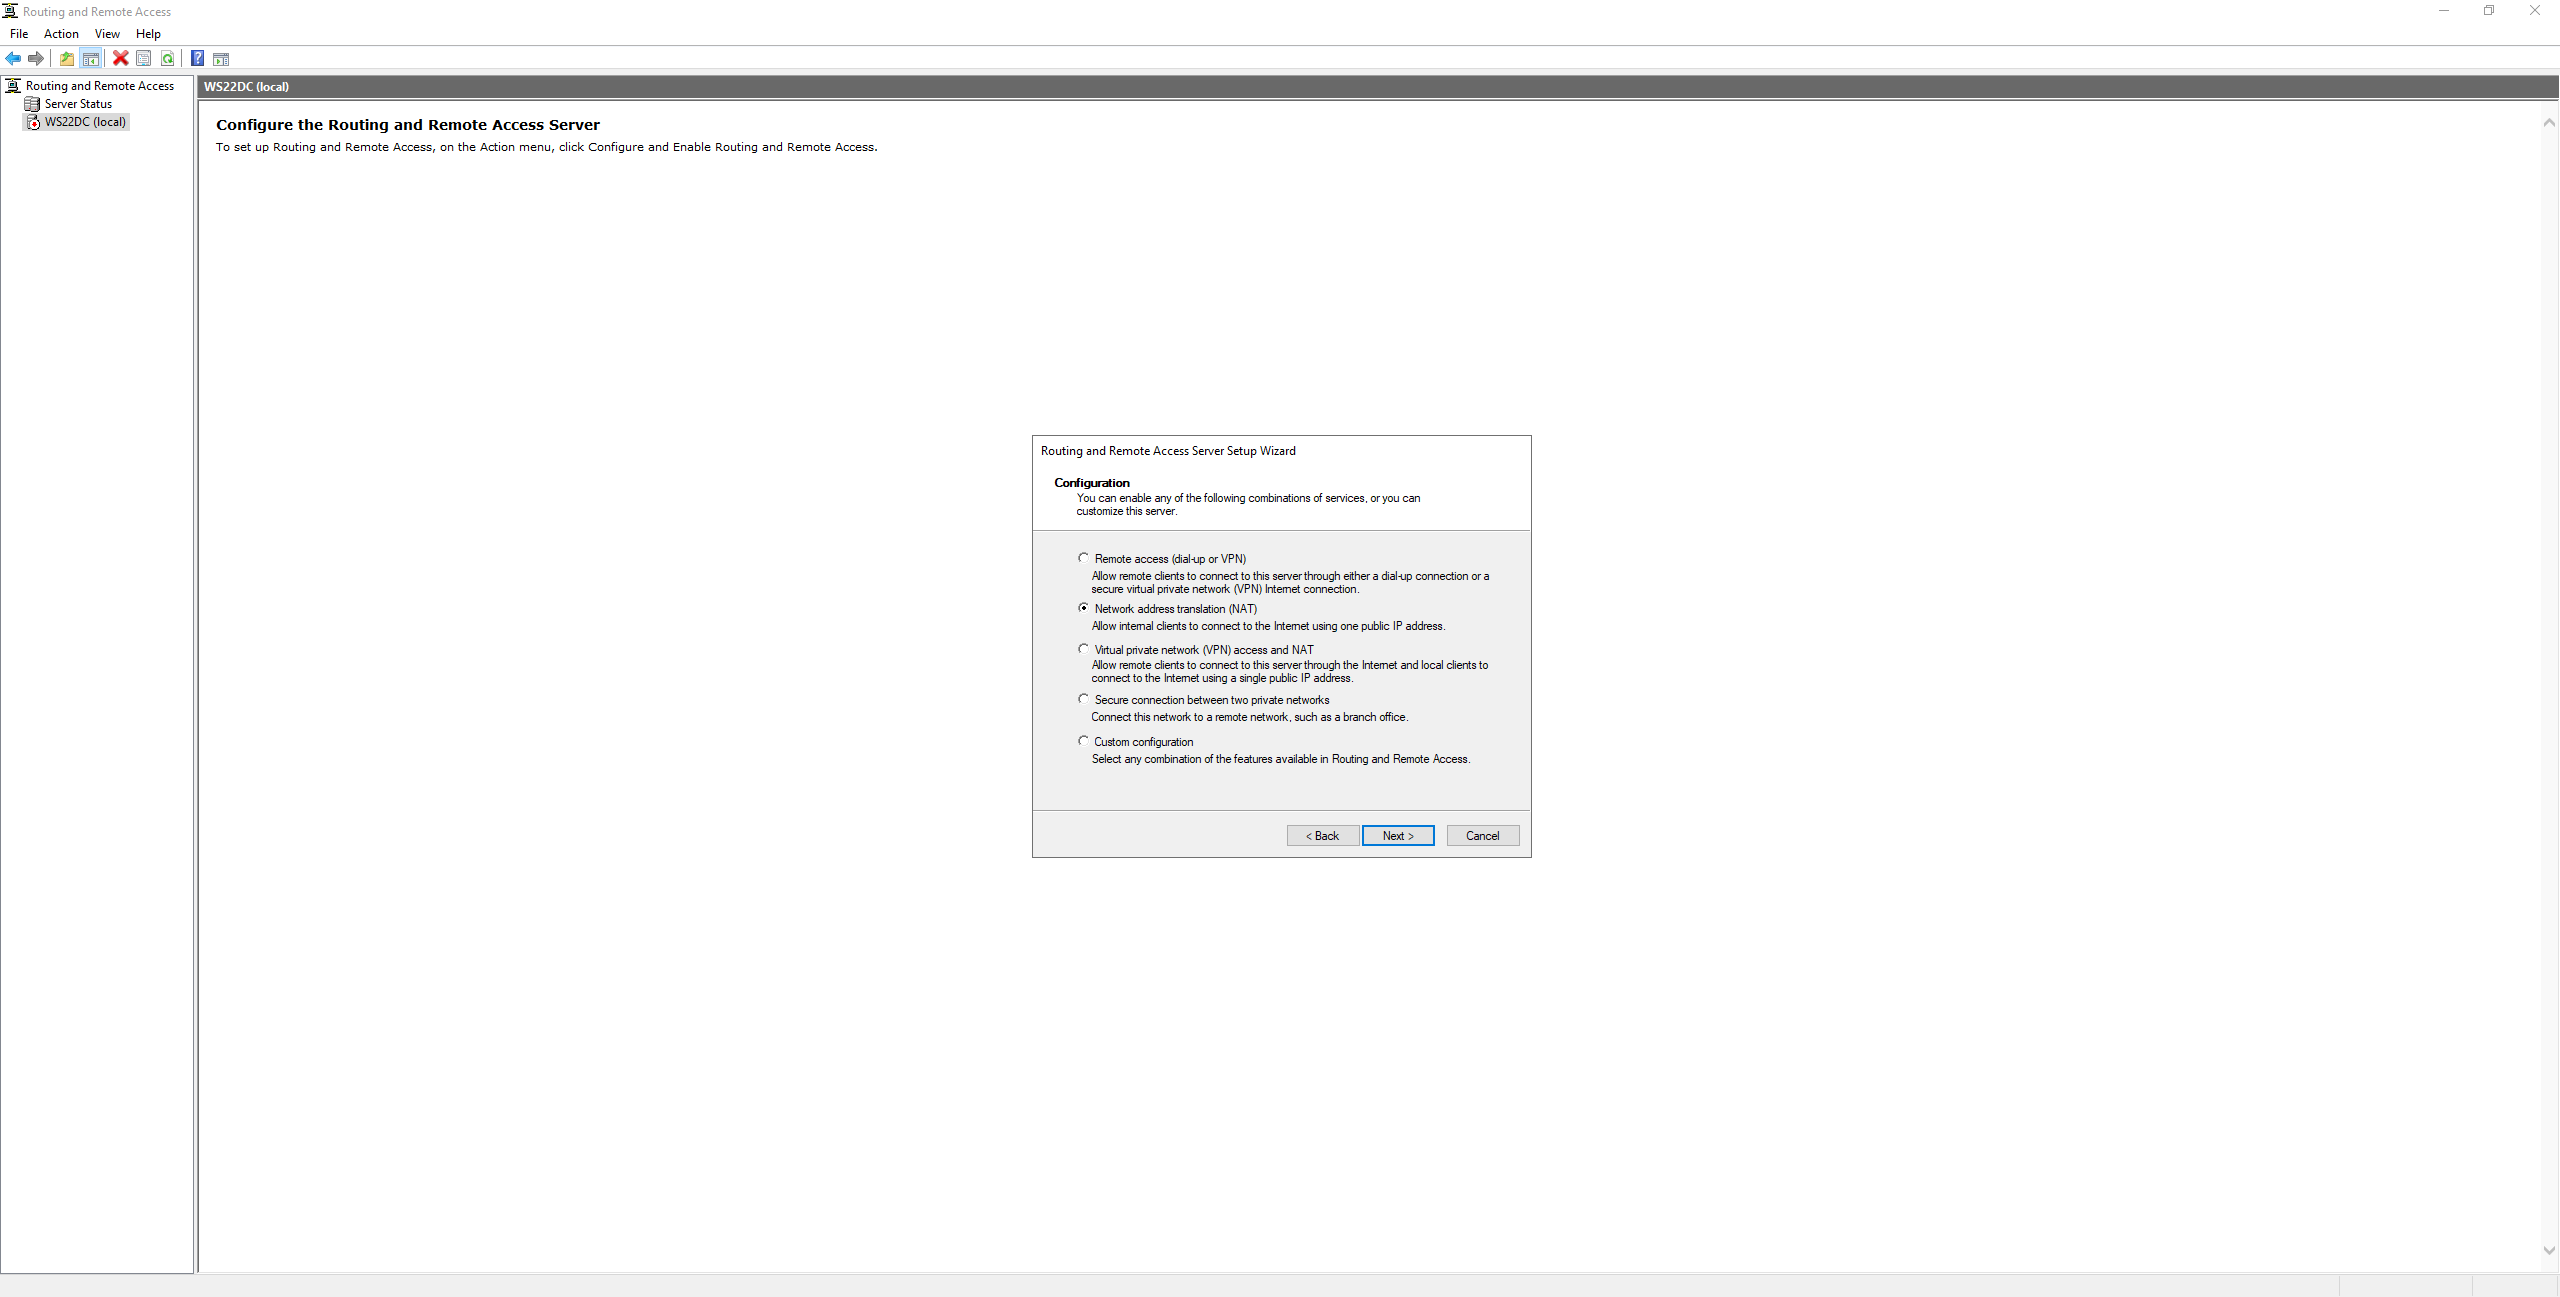 Routing and Remote Access
File Action View Help
Routing and Remote Access
Server Status
WS22DC (local)
WS22DC (local)
Configure the Routing and Remote Access Server
To set up Routing and Remote Access, on the Action menu, click Configure and Enable Routing and Remote Access.
Routing and Remote Access Server Setup Wizard
Configuration
You can enable any of the following combinations of services, or you can
customize this server.
Remote access (dial-up or VPN)
Allow remote clients to connect to this server through either a dial-up connection or a
secure virtual private network (VPN) Internet connection.
Network address translation (NAT)
Allow internal clients to connect to the Internet using one public IP address.
Virtual private network (VPN) access and NAT
Allow remote clients to connect to this server through the Internet and local clients to
connect to the Internet using a single public IP address.
Secure connection between two private networks
Connect this network to a remote network, such as a branch office.
Custom configuration
Select any combination of the features available in Routing and Remote Access.
< Back Next > Cancel